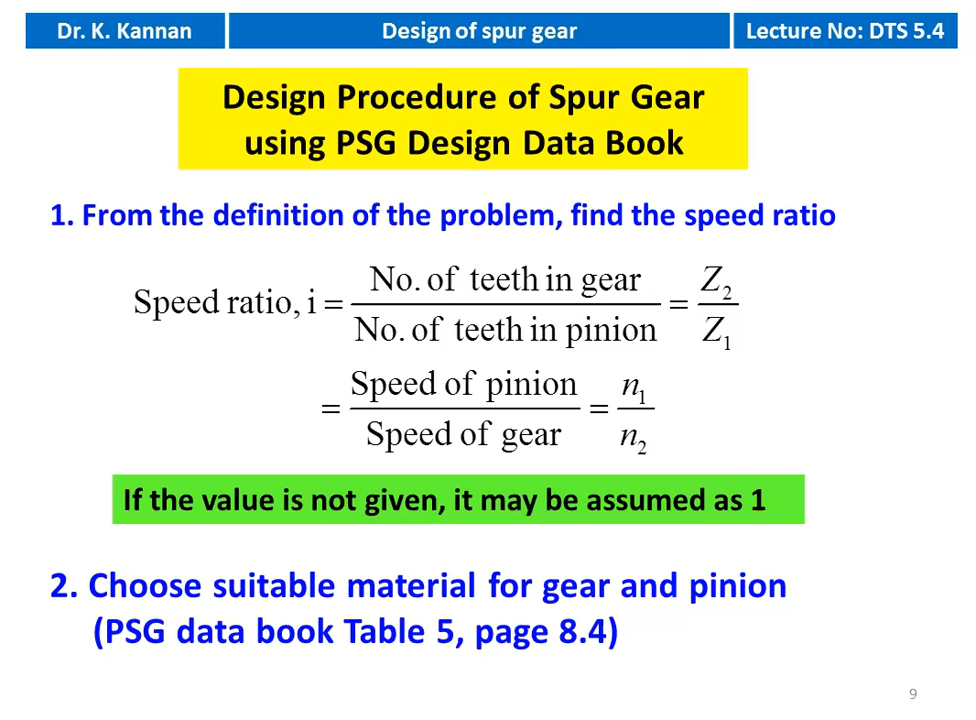 Dr. K. Kannan Design of spur gear Lecture No: DTS 5.4
Design Procedure of Spur Gear
using PSG Design Data Book
1. From the definition of the problem, find the speed ratio
Speed ratio, i = No. of teeth in gear / No. of teeth in pinion = Z₂ / Z₁
= Speed of pinion / Speed of gear = n₁ / n₂
If the value is not given, it may be assumed as 1
2. Choose suitable material for gear and pinion
(PSG data book Table 5, page 8.4)
9